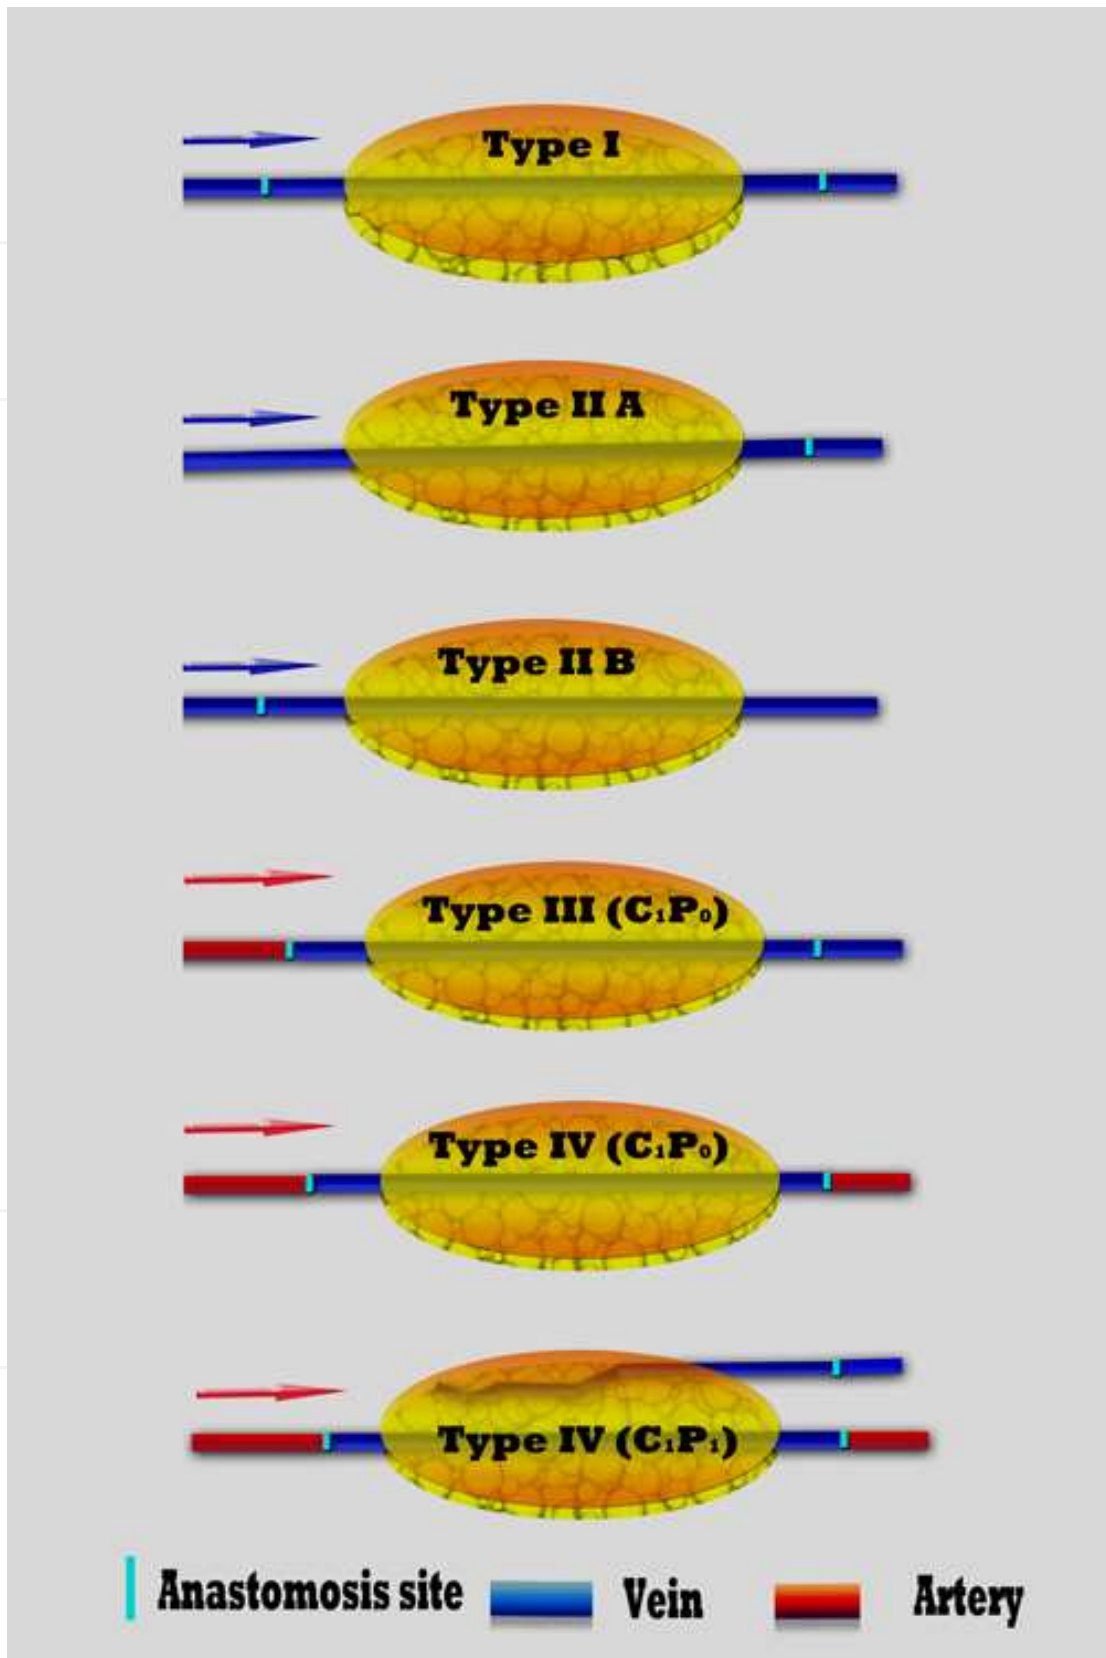 Type I
Type II A
Type II B
Type III (C₁P₀)
Type IV (C₁P₀)
Type IV (C₁P₁)
Anastomosis site Vein Artery